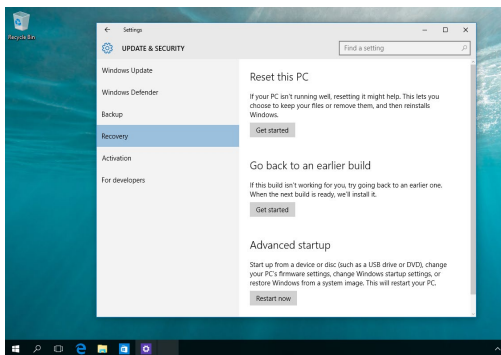 Recycle Bin
Settings
UPDATE & SECURITY
Find a setting
Windows Update
Windows Defender
Backup
Recovery
Activation
For developers
Reset this PC
If your PC isn't running well, resetting it might help. This lets you
choose to keep your files or remove them, and then reinstalls
Windows.
Get started
Go back to an earlier build
If this build isn't working for you, try going back to an earlier one.
When the next build is ready, we'll install it.
Get started
Advanced startup
Start up from a device or disc (such as a USB drive or DVD), change
your PC's firmware settings, change Windows startup settings, or
restore Windows from a system image. This will restart your PC.
Restart now